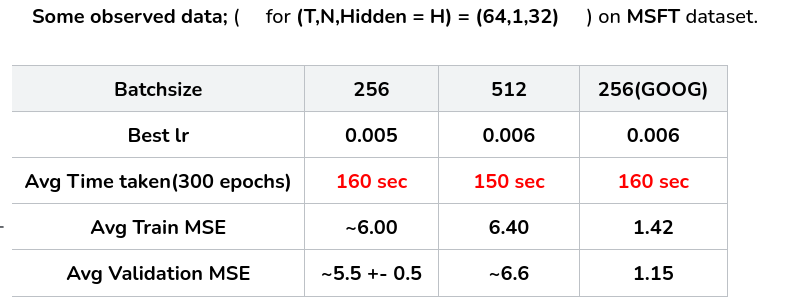 Some observed data; ( for (T,N,Hidden = H) = (64,1,32) ) on MSFT dataset.
Batchsize 256 512 256(GOOG)
Best lr 0.005 0.006 0.006
Avg Time taken(300 epochs) 160 sec 150 sec 160 sec
Avg Train MSE ~6.00 6.40 1.42
Avg Validation MSE ~5.5 +- 0.5 ~6.6 1.15